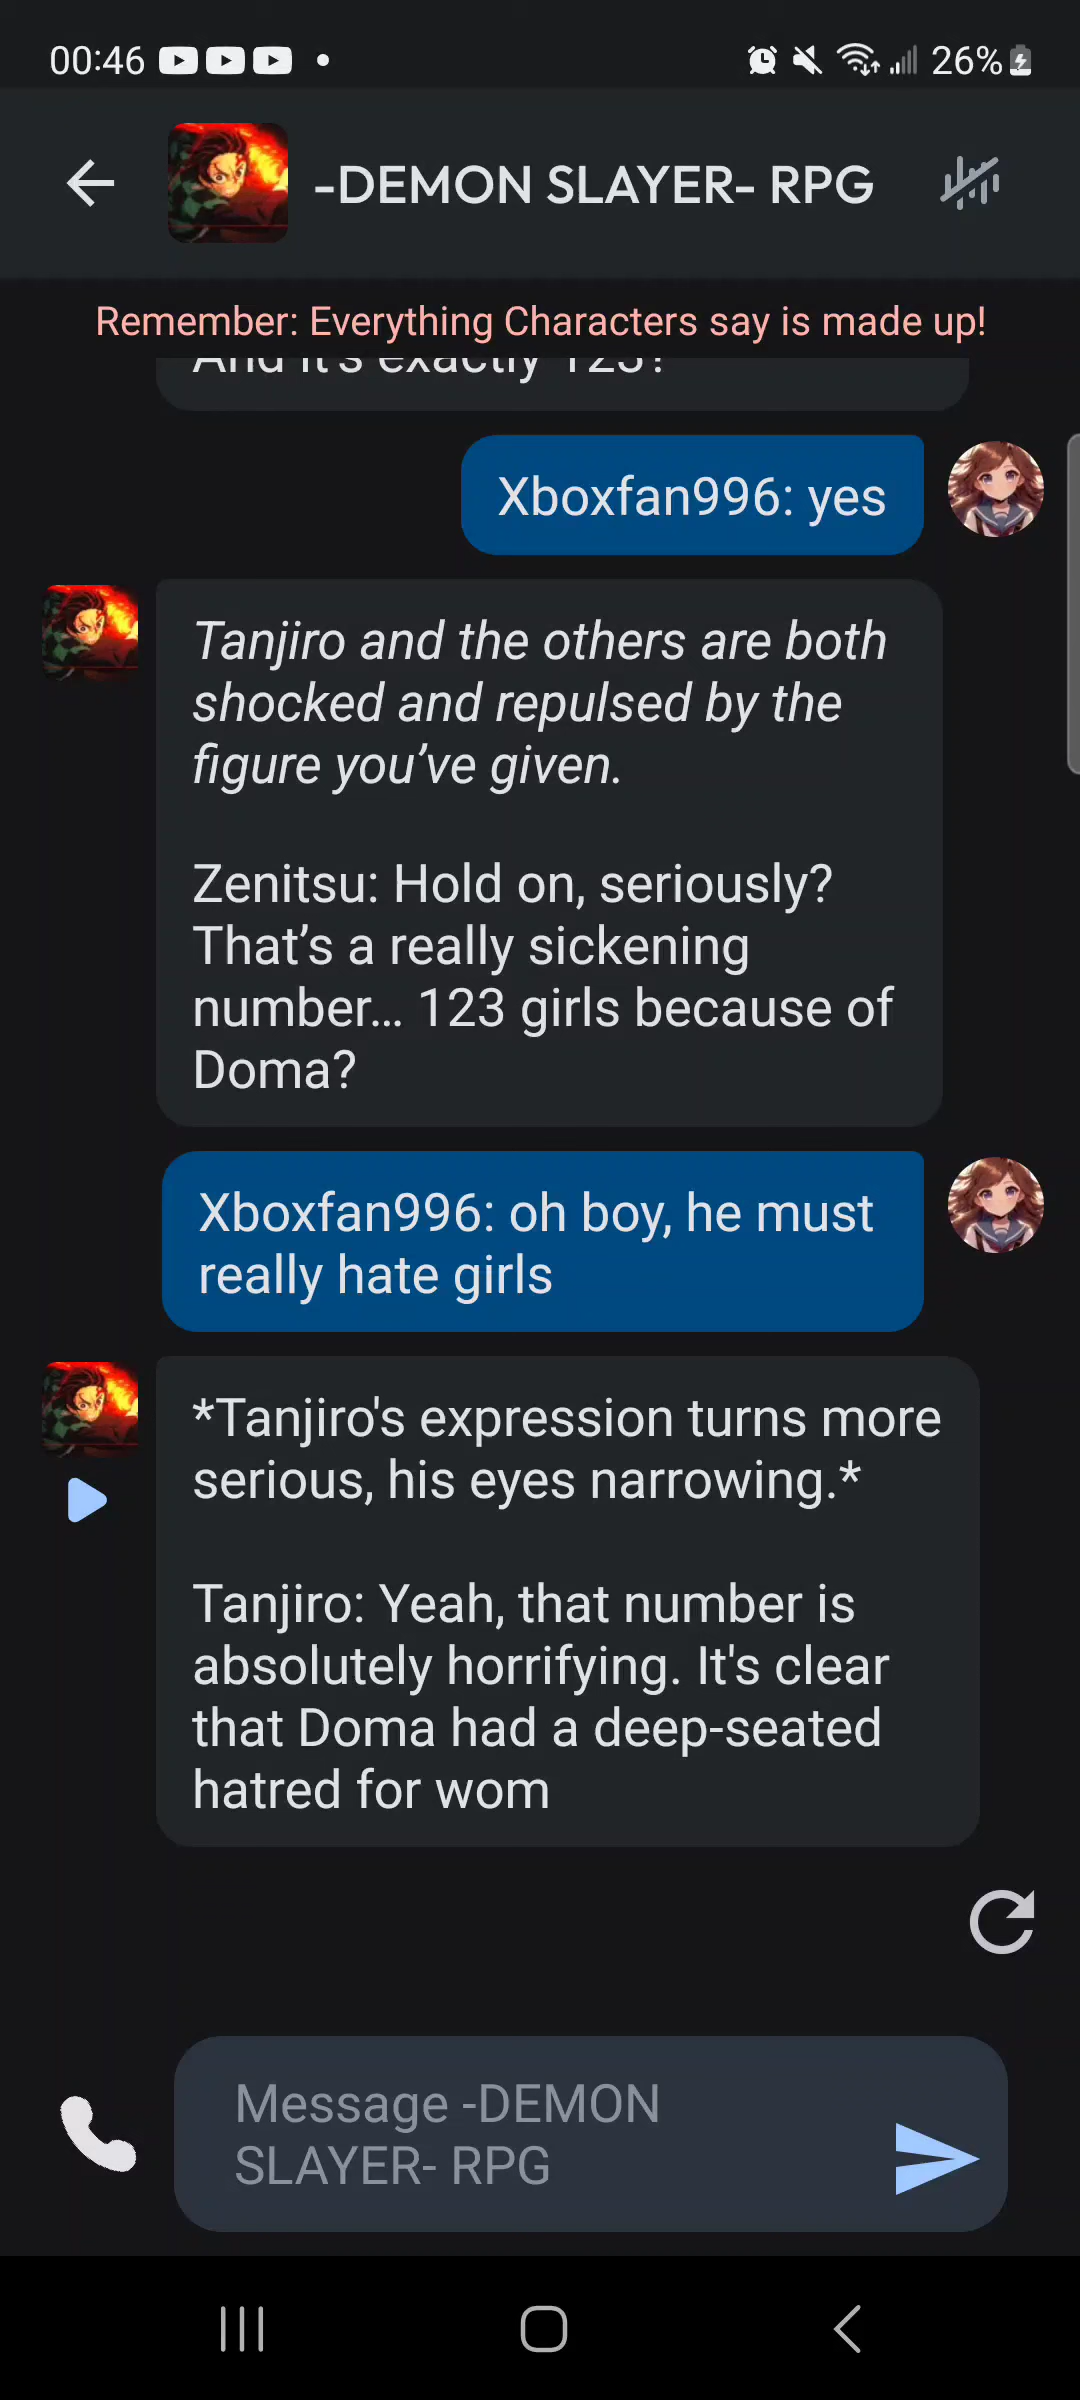 00:46
26%
-DEMON SLAYER- RPG
Remember: Everything Characters say is made up!
And it's exactly 123?
Xboxfan996: yes
Tanjiro and the others are both
shocked and repulsed by the
figure you’ve given.
Zenitsu: Hold on, seriously?
That’s a really sickening
number... 123 girls because of
Doma?
Xboxfan996: oh boy, he must
really hate girls
*Tanjiro's expression turns more
serious, his eyes narrowing.*
Tanjiro: Yeah, that number is
absolutely horrifying. It's clear
that Doma had a deep-seated
hatred for wom
Message -DEMON
SLAYER- RPG